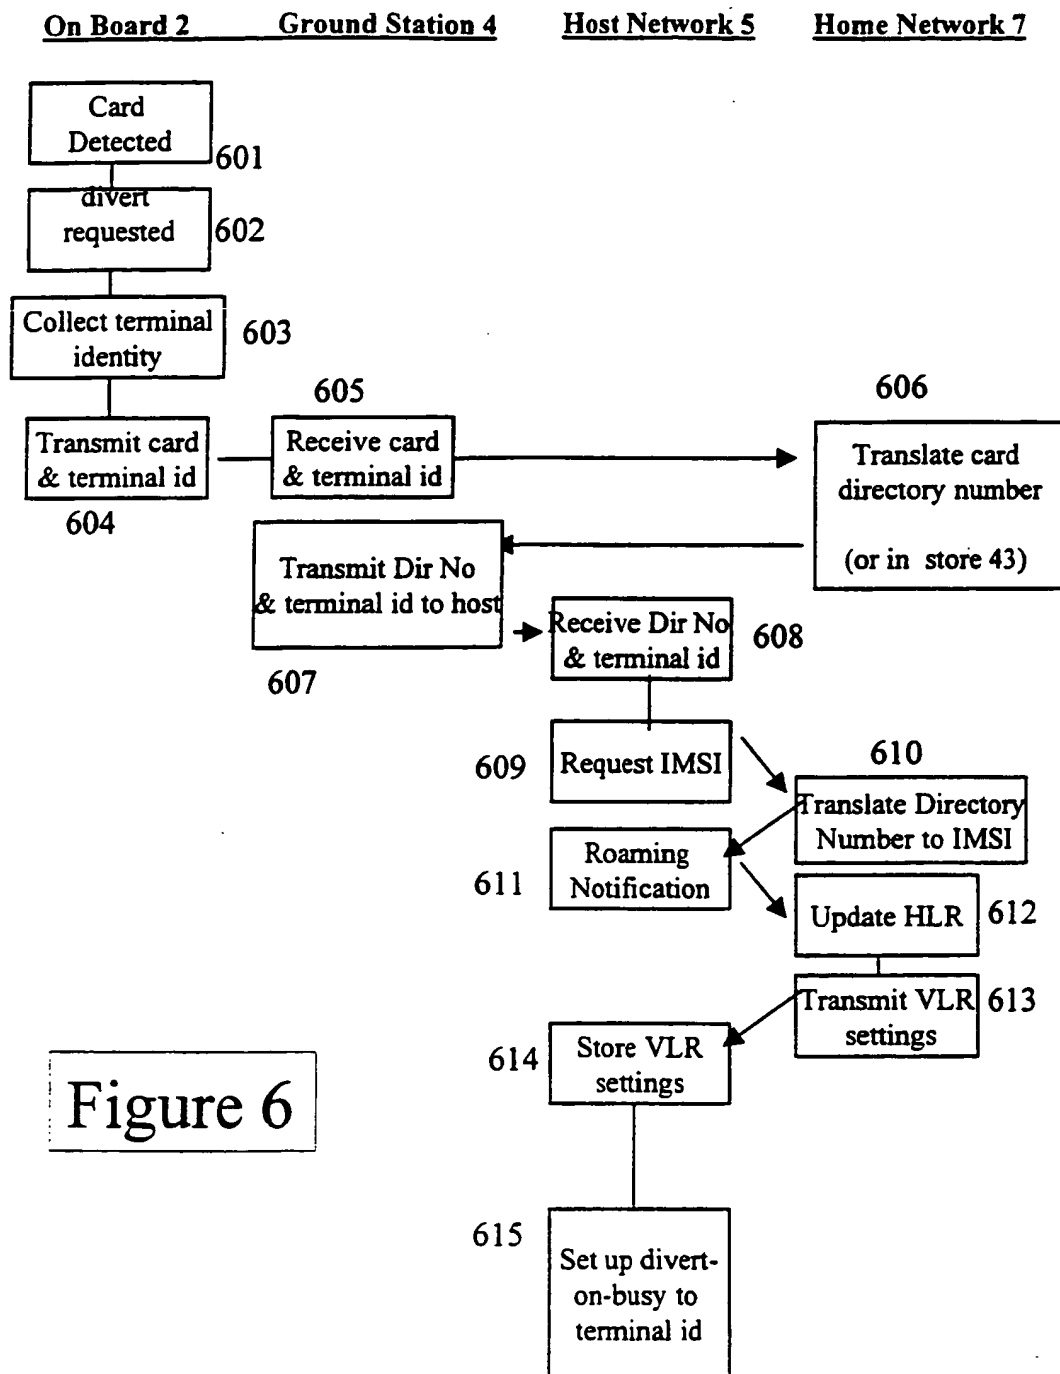 On Board 2 Ground Station 4 Host Network 5 Home Network 7
Card
Detected
601
divert
requested
602
Collect terminal
identity
603
Transmit card
& terminal id
604
605
Receive card
& terminal id
606
Translate card
directory number
(or in store 43)
Transmit Dir No
& terminal id to host
607
Receive Dir No
& terminal id
608
609
Request IMSI
610
Translate Directory
Number to IMSI
611
Roaming
Notification
Update HLR
612
Transmit VLR
settings
613
614
Store VLR
settings
615
Set up divert-
on-busy to
terminal id
Figure 6